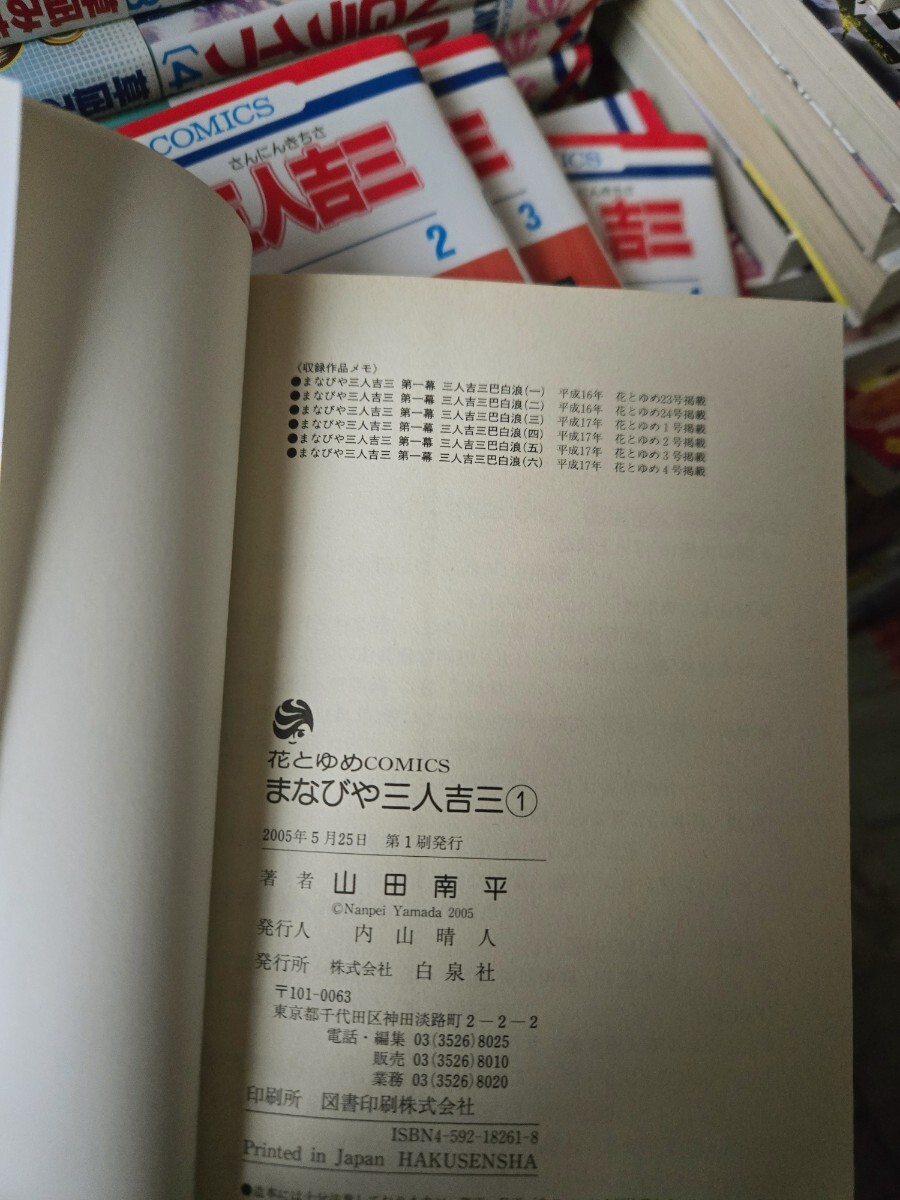 COMICS
さんにんきちさ
人吉三
2
3
ICS
吉三
〈収録作品メモ〉
●まなびや三人吉三 第一幕 三人吉三巴白浪(一) 平成16年 花とゆめ23号掲載
●まなびや三人吉三 第一幕 三人吉三巴白浪(二) 平成16年 花とゆめ24号掲載
●まなびや三人吉三 第一幕 三人吉三巴白浪(三) 平成17年 花とゆめ1号掲載
●まなびや三人吉三 第一幕 三人吉三巴白浪(四) 平成17年 花とゆめ2号掲載
●まなびや三人吉三 第一幕 三人吉三巴白浪(五) 平成17年 花とゆめ3号掲載
●まなびや三人吉三 第一幕 三人吉三巴白浪(六) 平成17年 花とゆめ4号掲載
花とゆめCOMICS
まなびや三人吉三①
2005年5月25日 第1刷発行
著者 山田南平
©Nanpei Yamada 2005
発行人 内山晴人
発行所 株式会社 白泉社
〒101-0063
東京都千代田区神田淡路町2-2-2
電話・編集 03(3526)8025
販売 03(3526)8010
業務 03(3526)8020
印刷所 図書印刷株式会社
ISBN4-592-18261-8
Printed in Japan HAKUSENSHA